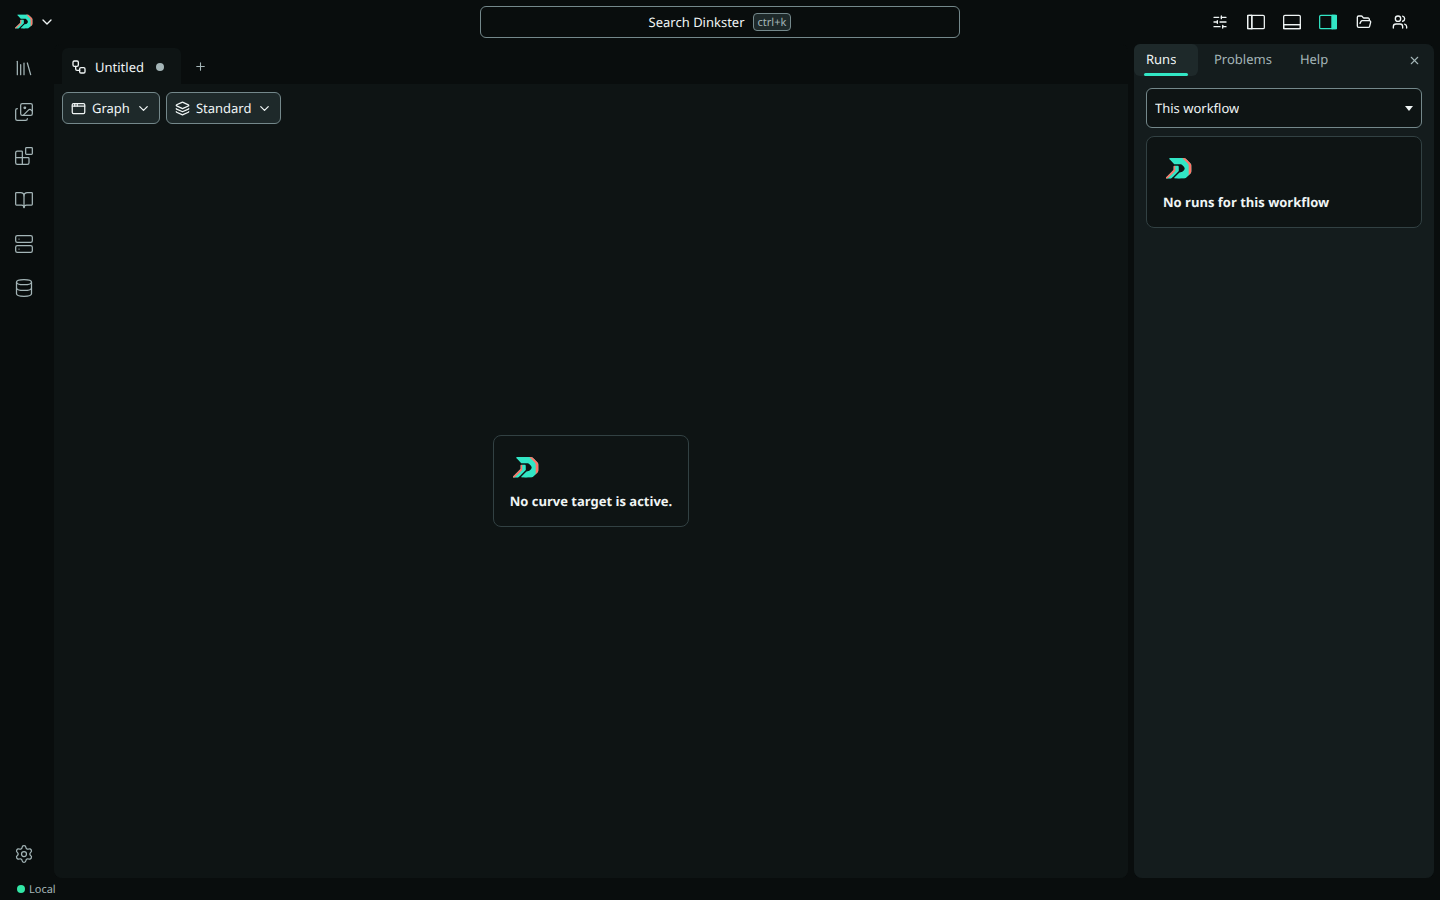 Search Dinkster ctrl+k
Untitled
Runs Problems Help
Graph Standard
This workflow
No runs for this workflow
No curve target is active.
Local